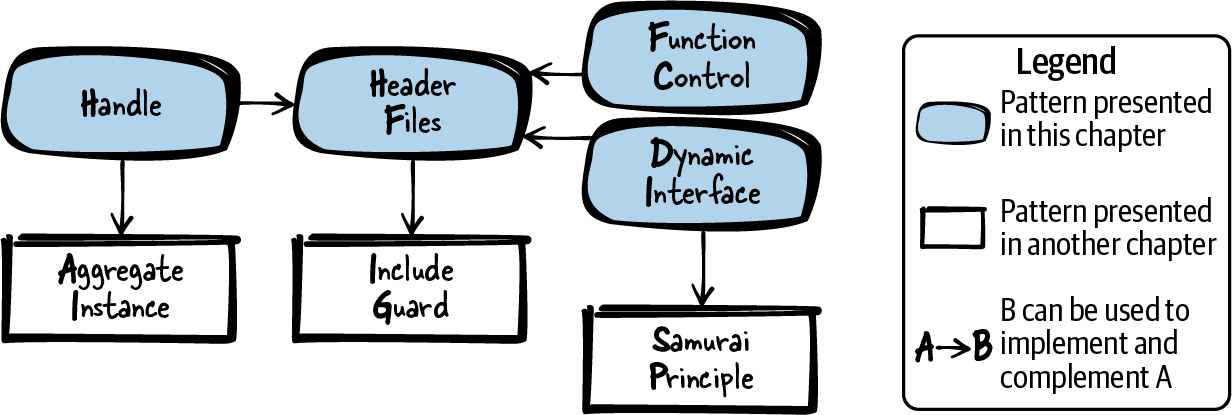 Handle
Header
Files
Function
Control
Dynamic
Interface
Aggregate
Instance
Include
Guard
Samurai
Principle
Legend
Pattern presented
in this chapter
Pattern presented
in another chapter
A→B
B can be used to
implement and
complement A